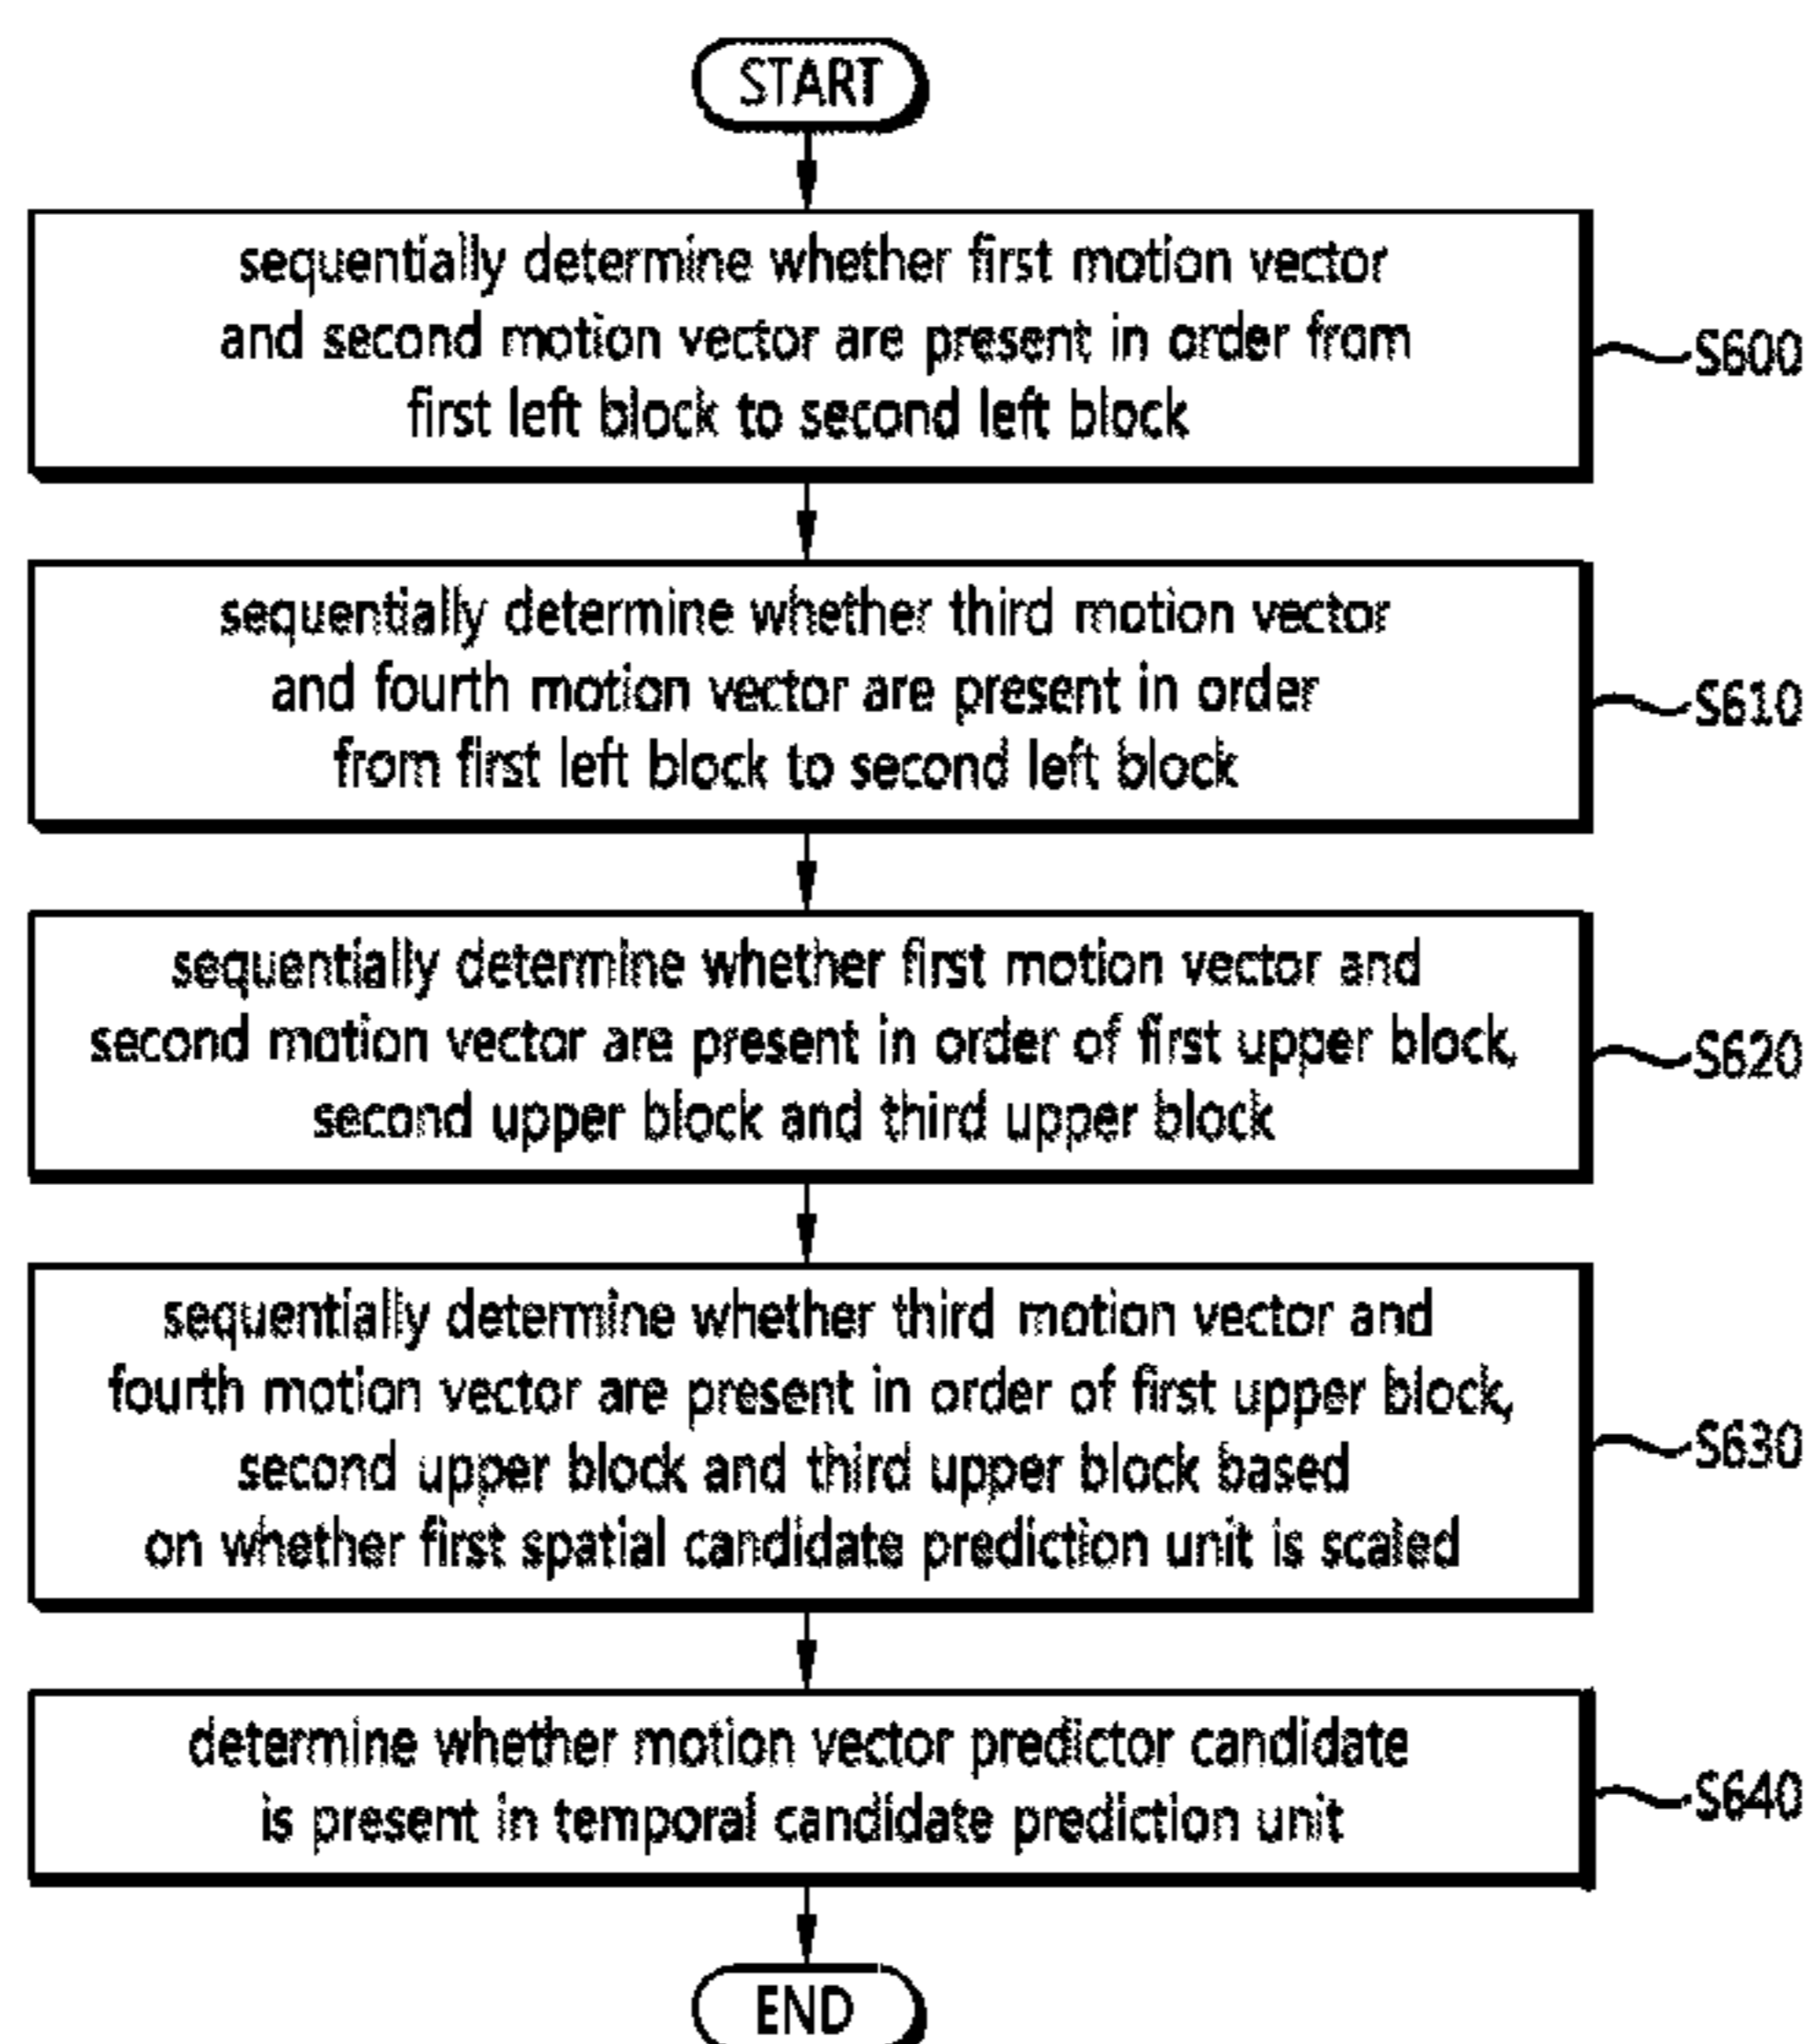 START
sequentially determine whether first motion vector
and second motion vector are present in order from
first left block to second left block
S600
sequentially determine whether third motion vector
and fourth motion vector are present in order
from first left block to second left block
S610
sequentially determine whether first motion vector and
second motion vector are present in order of first upper block,
second upper block and third upper block
S620
sequentially determine whether third motion vector and
fourth motion vector are present in order of first upper block,
second upper block and third upper block based
on whether first spatial candidate prediction unit is scaled
S630
determine whether motion vector predictor candidate
is present in temporal candidate prediction unit
S640
END